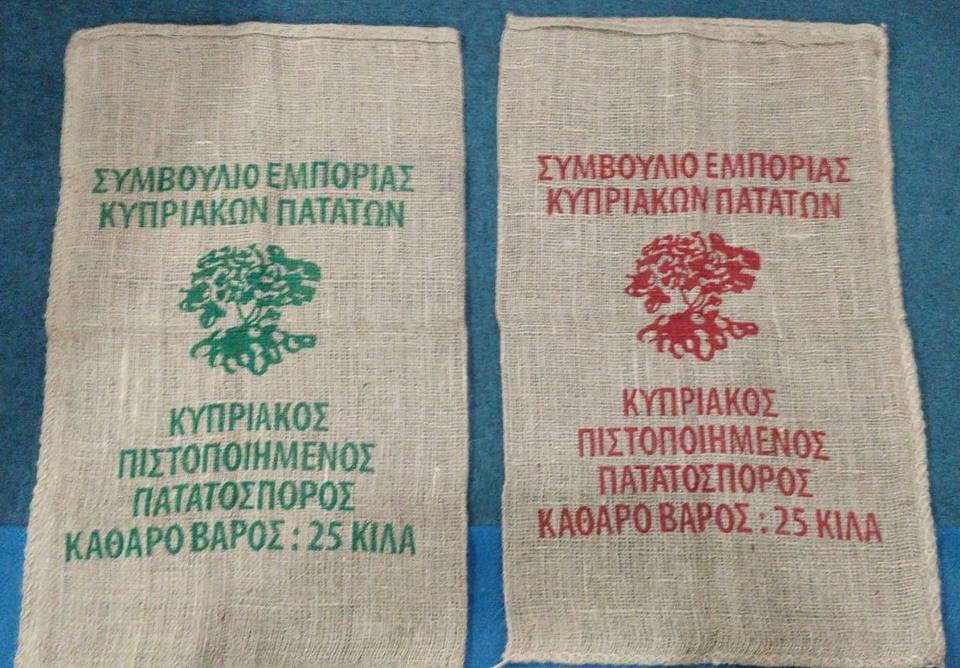 ΣΥΜΒΟΥΛΙΟ ΕΜΠΟΡΙΑΣ
ΚΥΠΡΙΑΚΩΝ ΠΑΤΑΤΩΝ
ΚΥΠΡΙΑΚΟΣ
ΠΙΣΤΟΠΟΙΗΜΕΝΟΣ
ΠΑΤΑΤΟΣΠΟΡΟΣ
ΚΑΘΑΡΟ ΒΑΡΟΣ : 25 ΚΙΛΑ
ΣΥΜΒΟΥΛΙΟ ΕΜΠΟΡΙΑΣ
ΚΥΠΡΙΑΚΩΝ ΠΑΤΑΤΩΝ
ΚΥΠΡΙΑΚΟΣ
ΠΙΣΤΟΠΟΙΗΜΕΝΟΣ
ΠΑΤΑΤΟΣΠΟΡΟΣ
ΚΑΘΑΡΟ ΒΑΡΟΣ : 25 ΚΙΛΑ